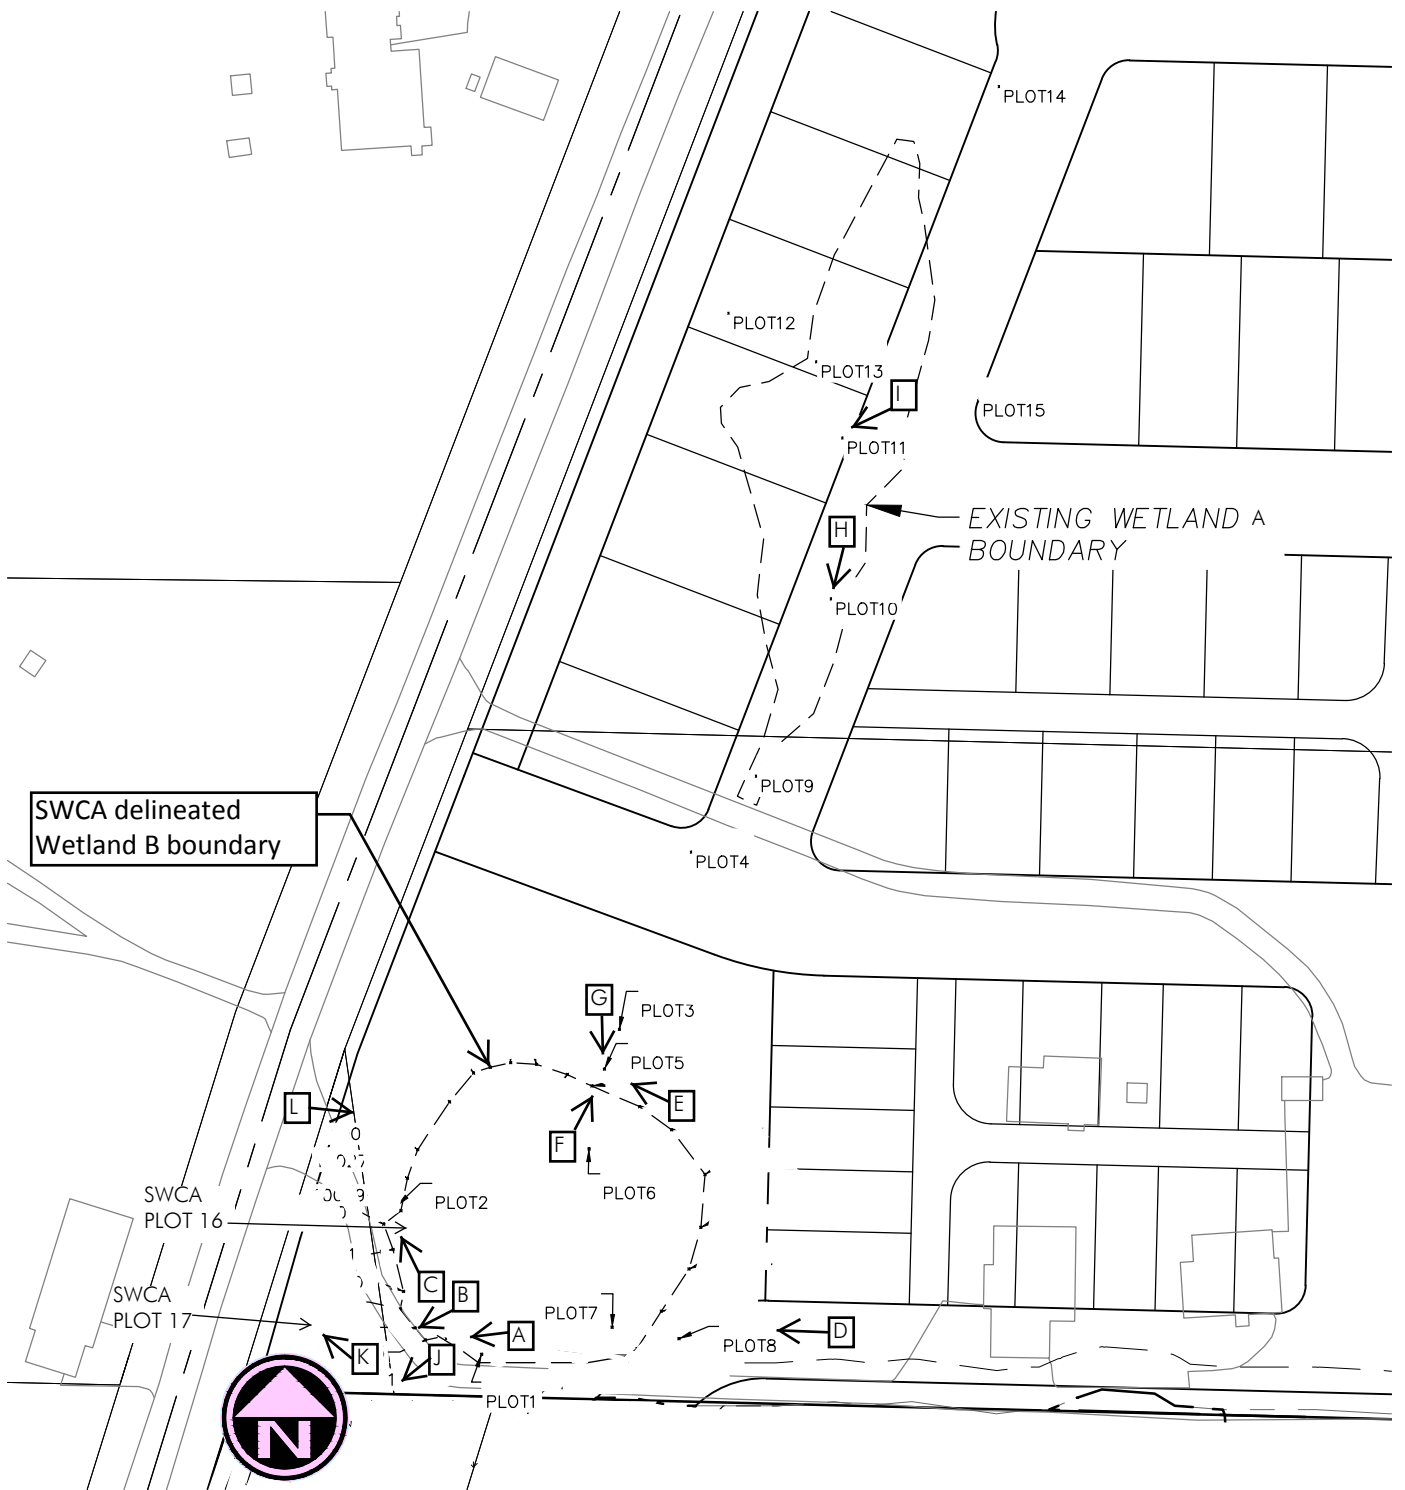 PLOT14
PLOT12
PLOT13
I
PLOT15
PLOT11
EXISTING WETLAND A
BOUNDARY
H
PLOT10
PLOT9
SWCA delineated
Wetland B boundary
PLOT4
G
PLOT3
PLOT5
E
L
F
PLOT6
SWCA
PLOT 16
PLOT2
C
B
SWCA
PLOT 17
PLOT7
A
D
PLOT8
K
J
PLOT1
N